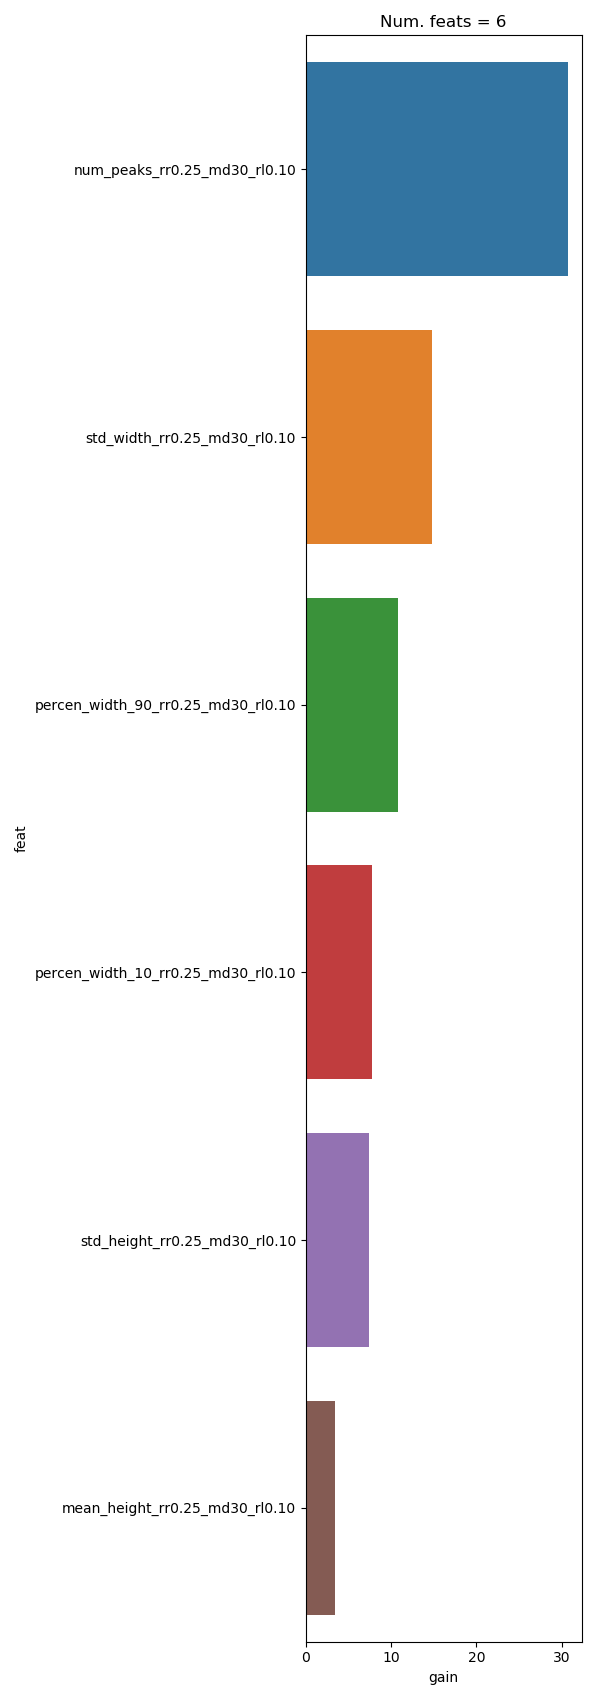 Num. feats = 6
num_peaks_rr0.25_md30_rl0.10
std_width_rr0.25_md30_rl0.10
percen_width_90_rr0.25_md30_rl0.10
feat
percen_width_10_rr0.25_md30_rl0.10
std_height_rr0.25_md30_rl0.10
mean_height_rr0.25_md30_rl0.10
0 10 20 30
gain